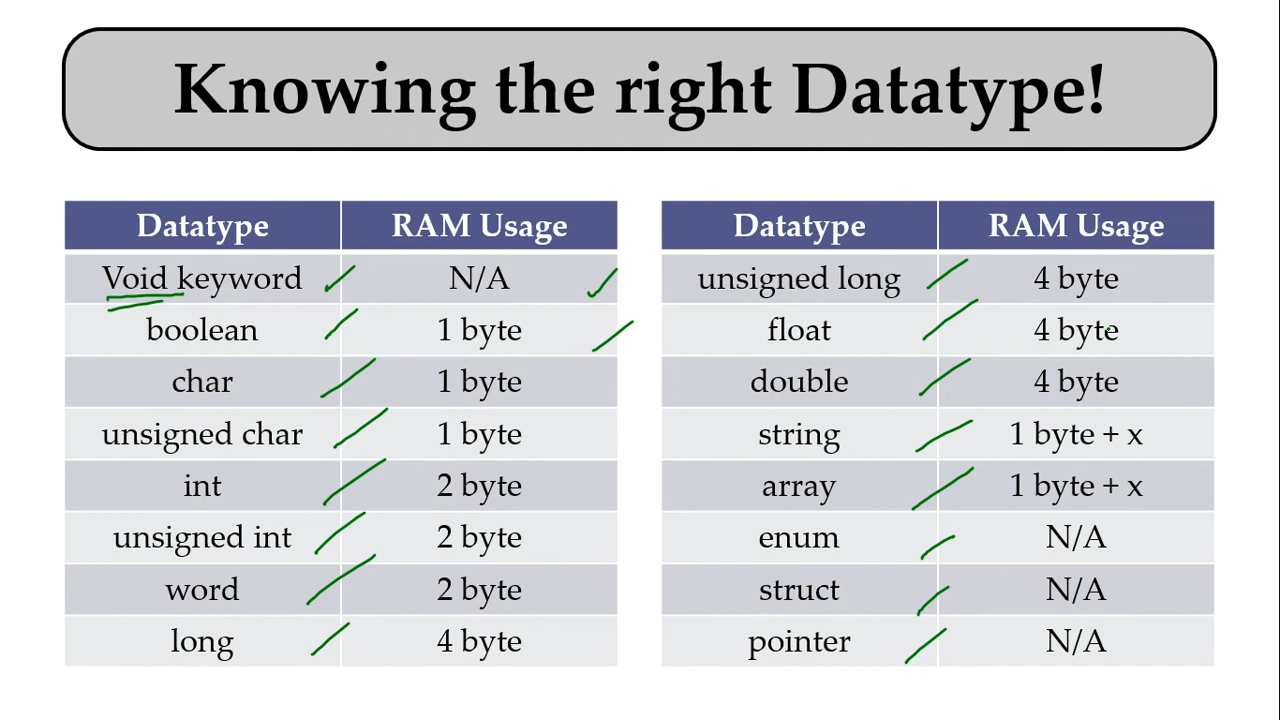 Knowing the right Datatype!
Datatype RAM Usage
Void keyword N/A
boolean 1 byte
char 1 byte
unsigned char 1 byte
int 2 byte
unsigned int 2 byte
word 2 byte
long 4 byte
Datatype RAM Usage
unsigned long 4 byte
float 4 byte
double 4 byte
string 1 byte + x
array 1 byte + x
enum N/A
struct N/A
pointer N/A